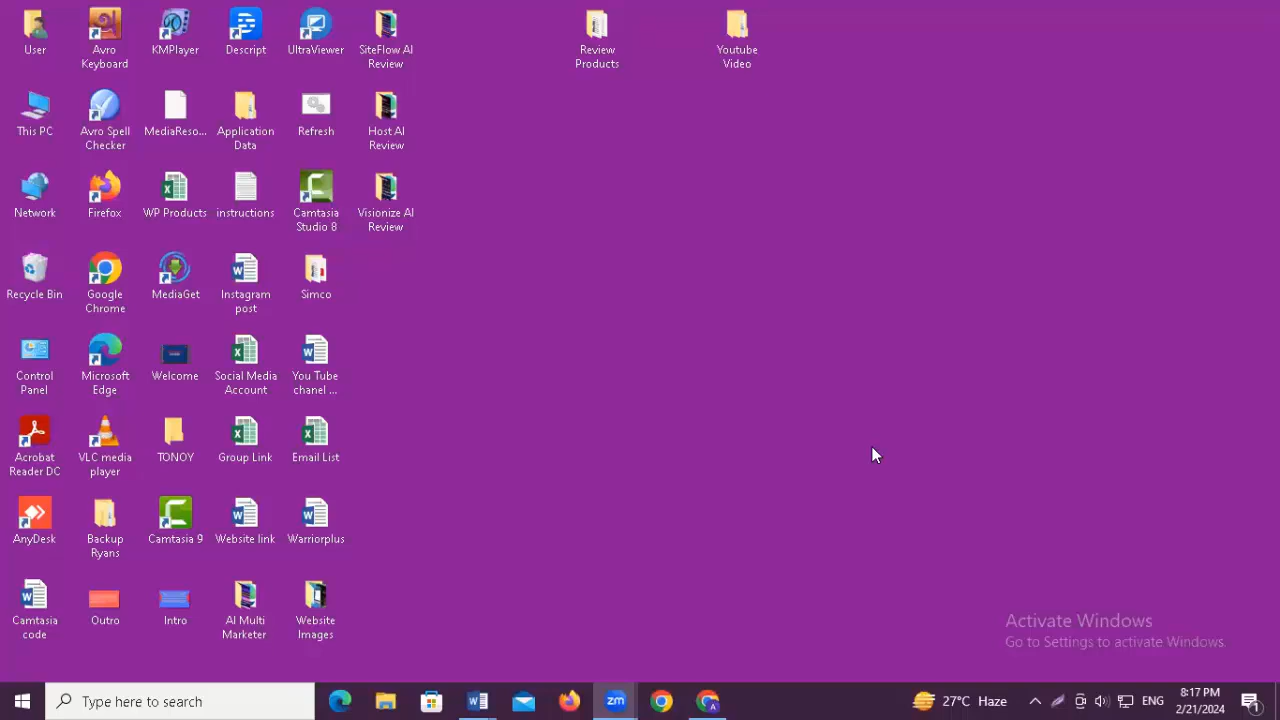 User
Avro
Keyboard
KMPlayer
Descript
UltraViewer
SiteFlow AI
Review
Review
Products
Youtube
Video
This PC
Avro Spell
Checker
MediaReso...
Application
Data
Refresh
Host AI
Review
Network
Firefox
WP Products
instructions
Camtasia
Studio 8
Visionize AI
Review
Recycle Bin
Google
Chrome
MediaGet
Instagram
post
Simco
Control
Panel
Microsoft
Edge
Welcome
Social Media
Account
You Tube
chanel ...
Acrobat
Reader DC
VLC media
player
TONOY
Group Link
Email List
AnyDesk
Backup
Ryans
Camtasia 9
Website link
Warriorplus
Camtasia
code
Outro
Intro
AI Multi
Marketer
Website
Images
Activate Windows
Go to Settings to activate Windows.
Type here to search
zm
27°C Haze
ENG
8:17 PM
2/21/2024
1